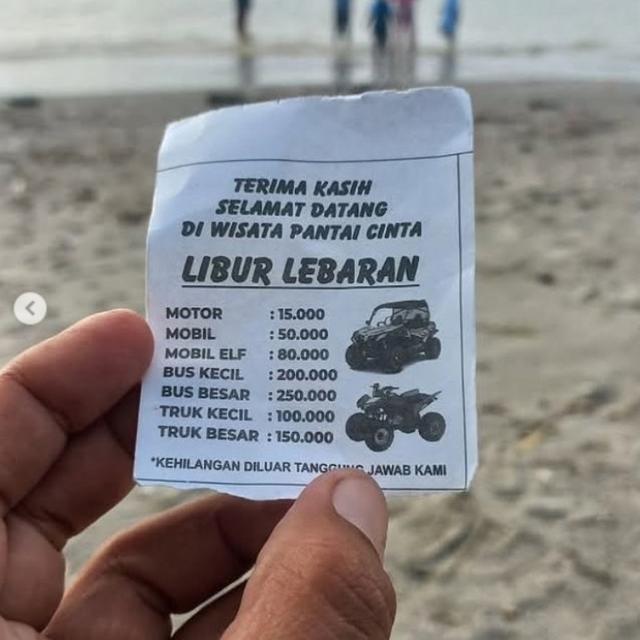 TERIMA KASIH
SELAMAT DATANG
DI WISATA PANTAI CINTA
LIBUR LEBARAN
MOTOR : 15.000
MOBIL : 50.000
MOBIL ELF : 80.000
BUS KECIL : 200.000
BUS BESAR : 250.000
TRUK KECIL : 100.000
TRUK BESAR : 150.000
*KEHILANGAN DILUAR TANGGUNG JAWAB KAMI